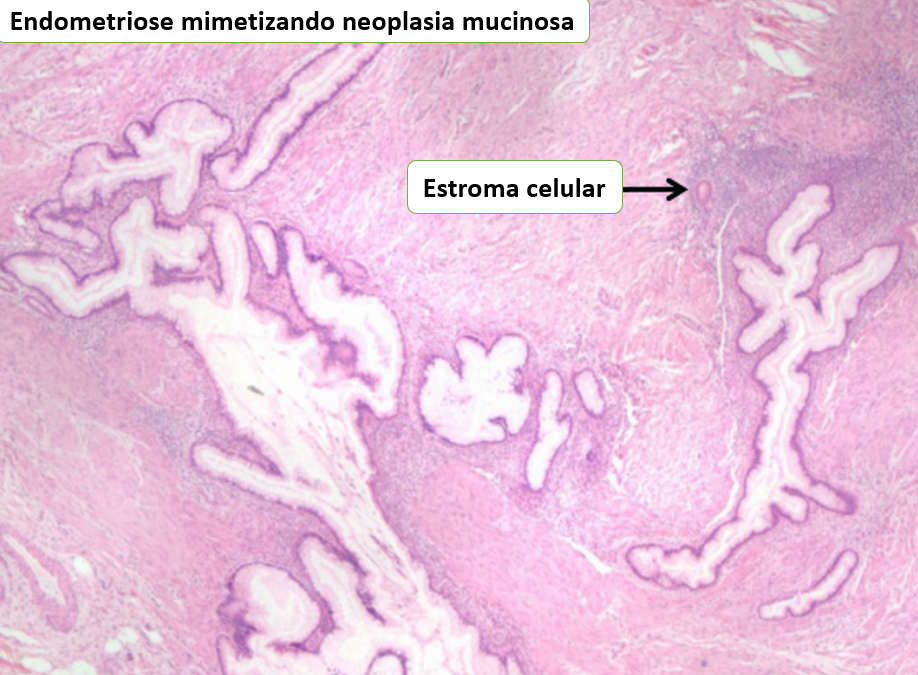 Endometriose mimetizando neoplasia mucinosa
Estroma celular